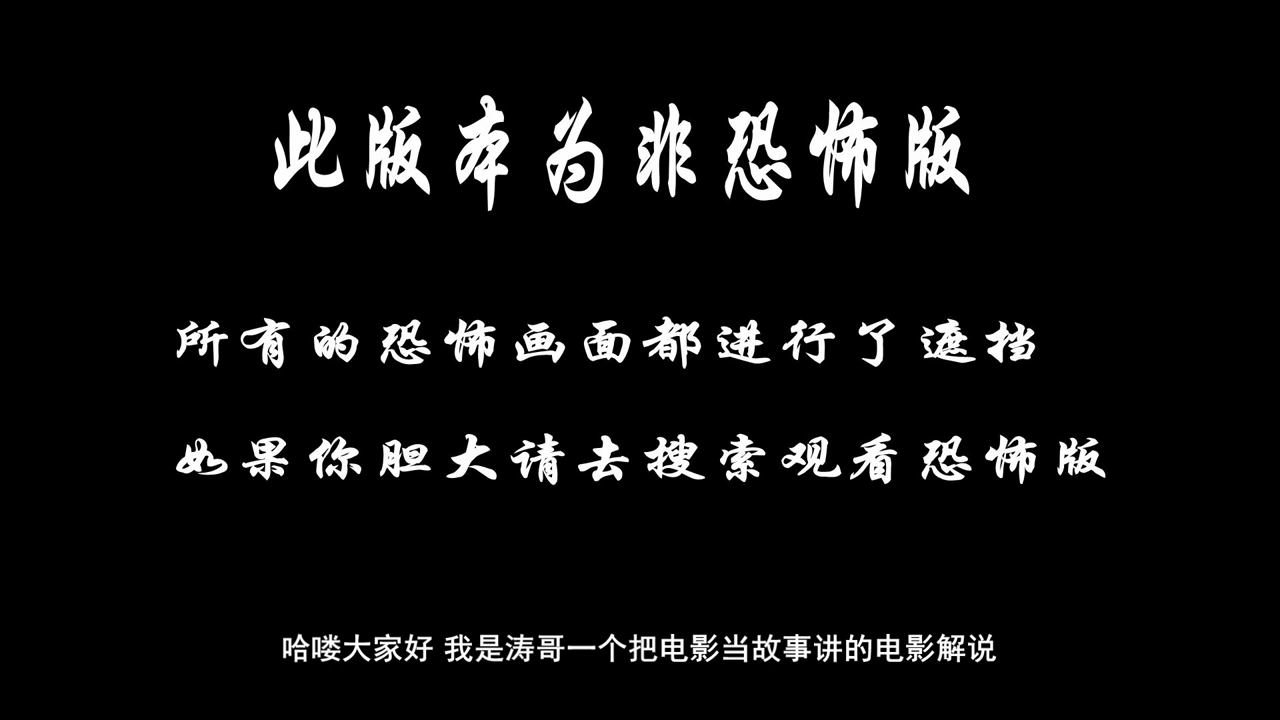 此版本为非恐怖版
所有的恐怖画面都进行了遮挡
如果你胆大请去搜索观看恐怖版
哈喽大家好 我是涛哥一个把电影当故事讲的电影解说